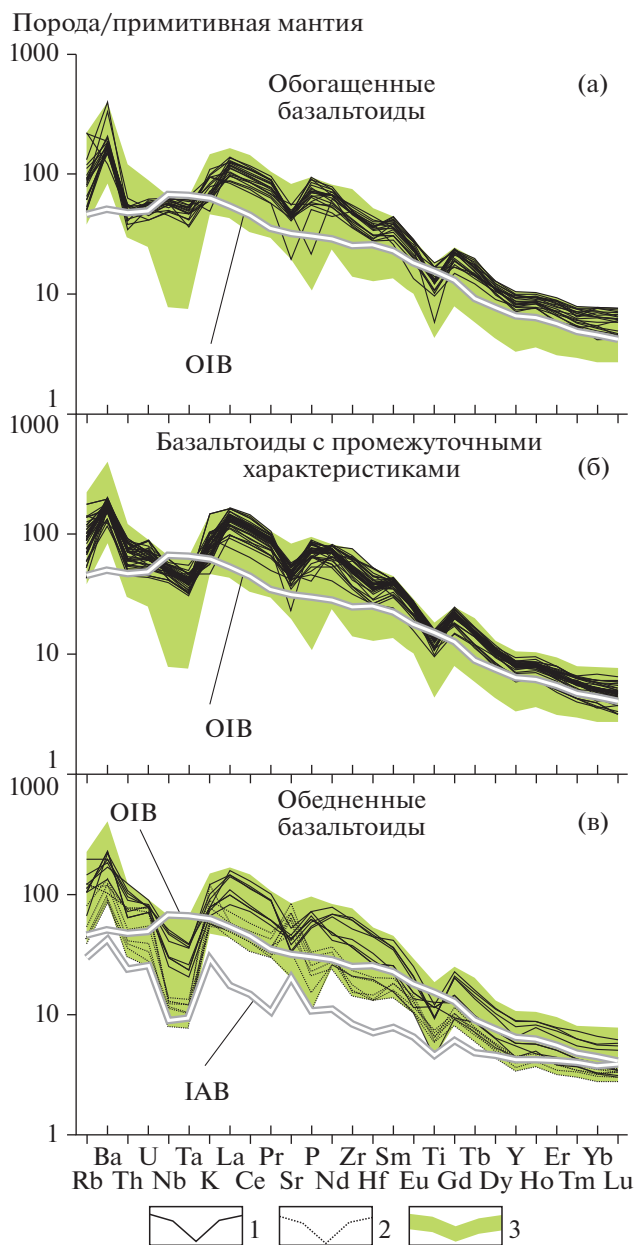 Порода/примитивная мантия
1000
Обогащенные
базальтоиды
(а)
100
10
OIB
1
1000
Базальтоиды с промежуточными
характеристиками
(б)
100
10
OIB
1
1000
OIB
Обедненные
базальтоиды
(в)
100
10
IAB
1
Ba U Ta La Pr P Zr Sm Ti Tb Y Er Yb
Rb Th Nb K Ce Sr Nd Hf Eu Gd Dy Ho Tm Lu
1 2 3